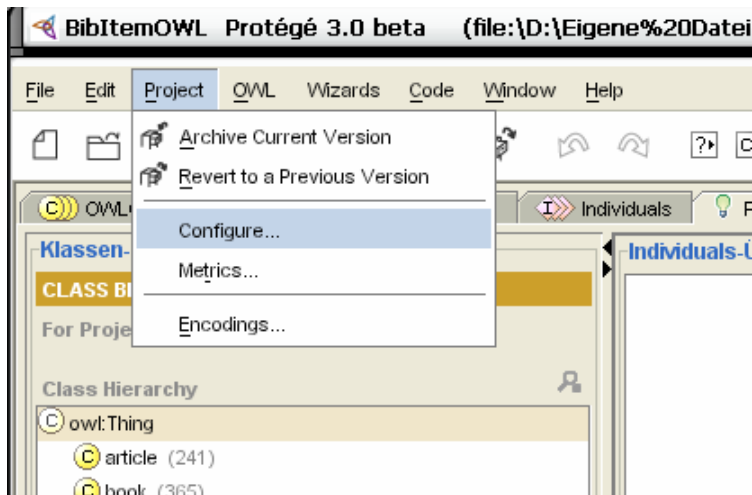 BibItemOWL Protégé 3.0 beta (file:\D:\Eigene%20Datei
File Edit Project OWL Wizards Code Window Help
Archive Current Version
Revert to a Previous Version
Configure...
Metrics...
Encodings...
Individuals
Klassen-
Individuals-Ü
CLASS
For Proje
Class Hierarchy
owl:Thing
article (241)
book (365)